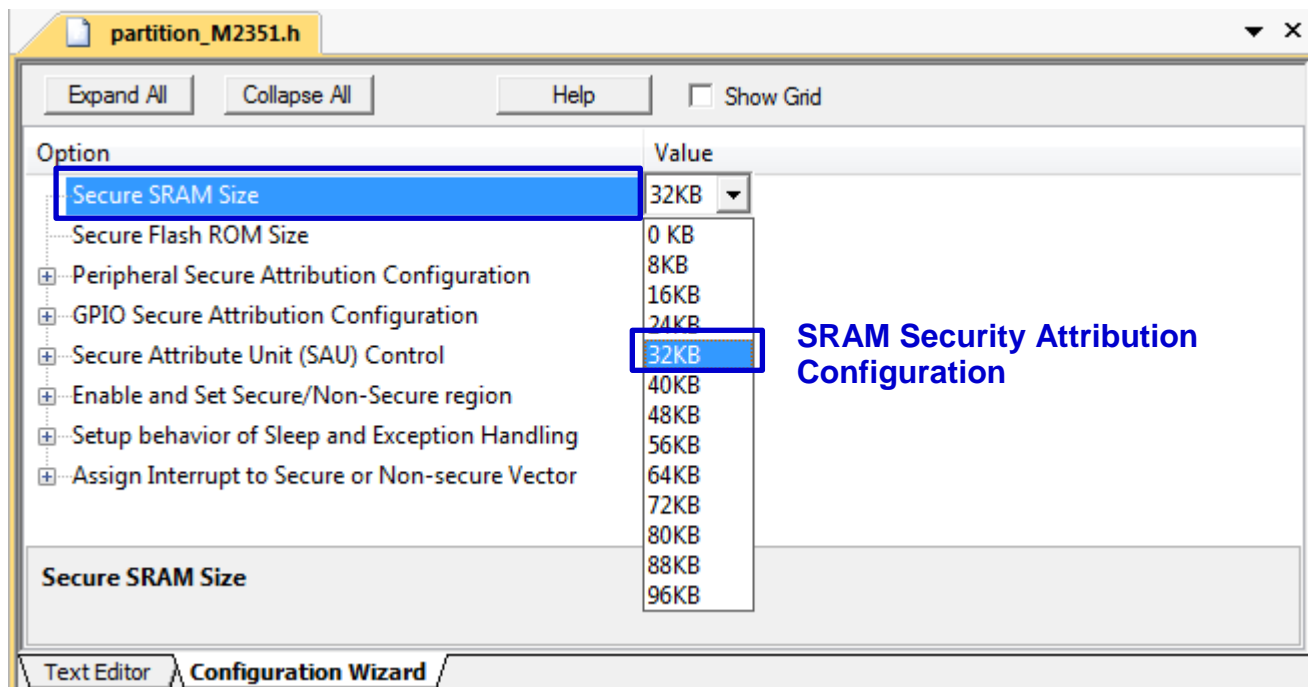 partition_M2351.h
Expand All Collapse All Help Show Grid
Option Value
Secure SRAM Size 32KB
Secure Flash ROM Size 0 KB
8KB
Peripheral Secure Attribution Configuration
16KB
GPIO Secure Attribution Configuration 24KB
SRAM Security Attribution
Secure Attribute Unit (SAU) Control 32KB
Configuration
Enable and Set Secure/Non-Secure region 40KB
48KB
Setup behavior of Sleep and Exception Handling 56KB
Assign Interrupt to Secure or Non-secure Vector 64KB
72KB
80KB
88KB
Secure SRAM Size
96KB
Text Editor Configuration Wizard